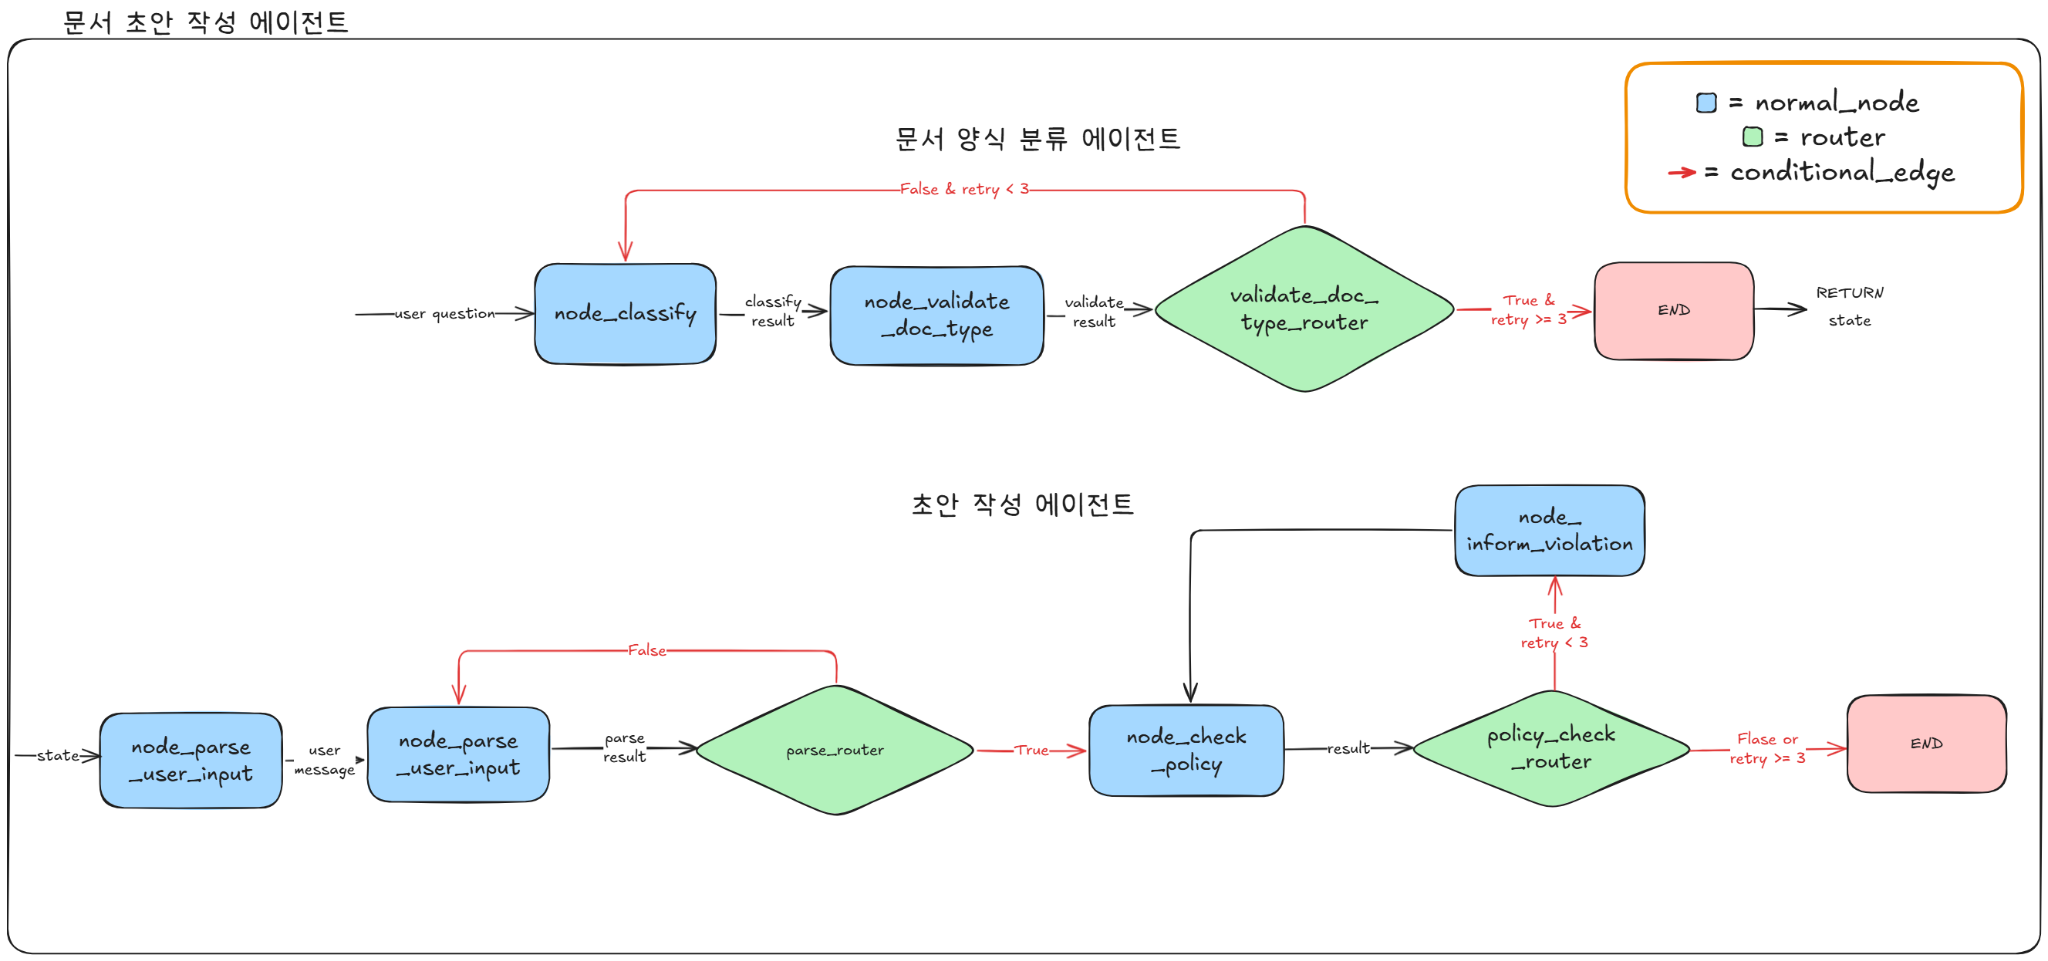 문서 초안 작성 에이전트
= normal_node
= router
= conditional_edge
문서 양식 분류 에이전트
False & retry < 3
user question
node_classify
classify
result
node_validate
_doc_type
validate
result
validate_doc_
type_router
True &
retry >= 3
END
RETURN
state
초안 작성 에이전트
node_
inform_violation
True &
retry < 3
False
state
node_parse
_user_input
user
message
node_parse
_user_input
parse
result
parse_router
True
node_check
_policy
result
policy_check
_router
Flase or
retry >= 3
END